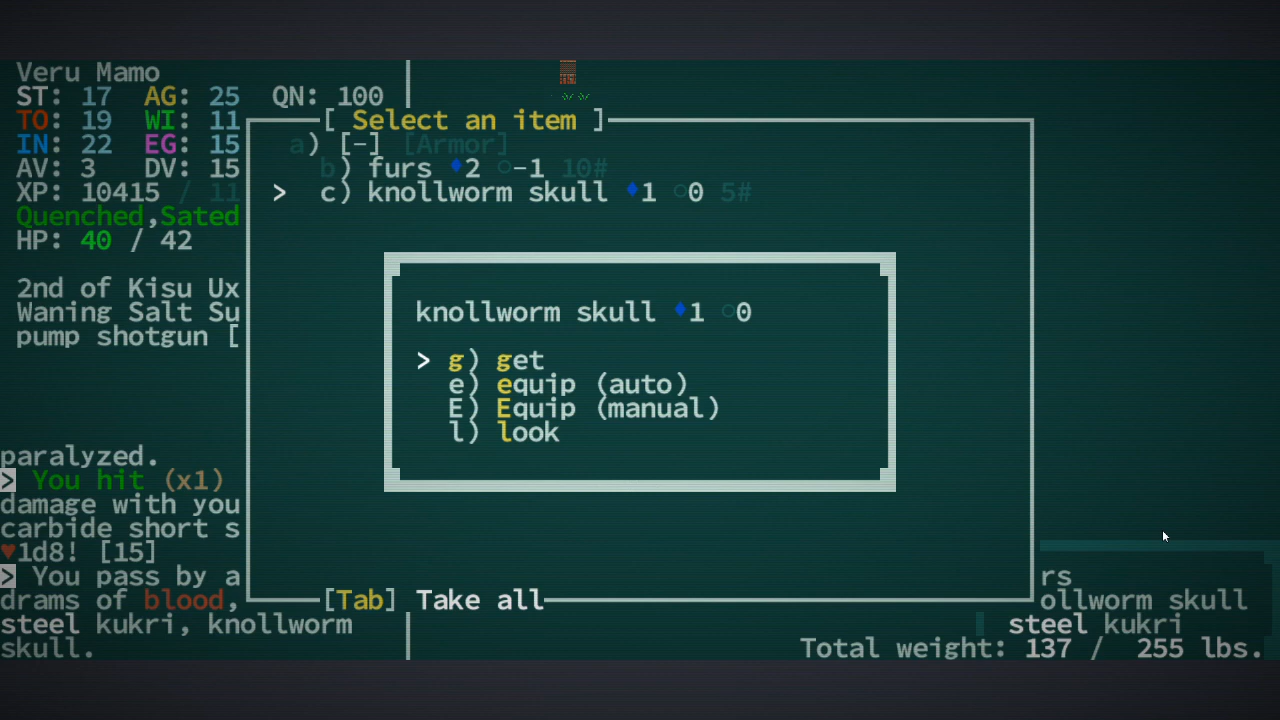 Veru Mamo
ST: 17 AG: 25 QN: 100
TO: 19 WI: 11
IN: 22 EG: 15
AV: 3 DV: 15
XP: 10415 / 11
Quenched,Sated
HP: 40 / 42
2nd of Kisu Ux
Waning Salt Su
pump shotgun [
[ Select an item ]
a) [-] [Armor]
b) furs ♦2 ○-1 10#
> c) knollworm skull ♦1 ○0 5#
knollworm skull ♦1 ○0
> g) get
e) equip (auto)
E) Equip (manual)
l) look
[Tab] Take all
paralyzed.
> You hit (x1)
damage with you
carbide short s
♥1d8! [15]
> You pass by a
drams of blood,
steel kukri, knollworm
skull.
rs
ollworm skull
steel kukri
Total weight: 137 / 255 lbs.